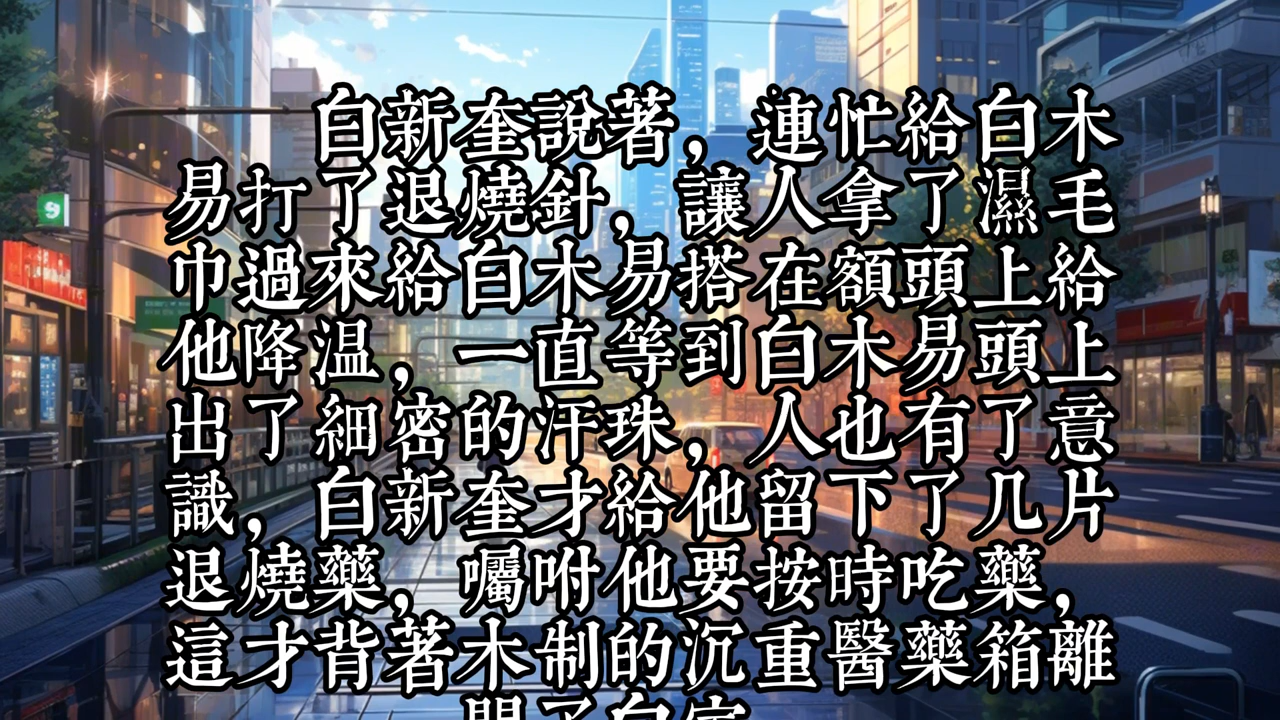 白新奎說著，連忙給白木
易打了退燒針，讓人拿了濕毛
巾過來給白木易搭在額頭上給
他降温，一直等到白木易頭上
出了細密的汗珠，人也有了意
識，白新奎才給他留下了几片
退燒藥，囑咐他要按時吃藥，
這才背著木制的沉重醫藥箱離